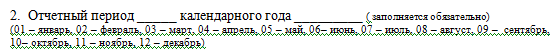 2. Отчетный период ______ календарного года __________ (заполняется обязательно)
(01 – январь, 02 – февраль, 03 – март, 04 – апрель, 05 – май, 06– июнь, 07 – июль, 08 – август, 09 – сентябрь,
10– октябрь, 11 – ноябрь, 12 – декабрь)